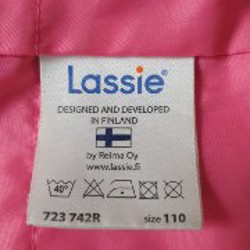 Lassie®
DESIGNED AND DEVELOPED
IN FINLAND
by Reima Oy
www.lassie.fi
40°
723 742R size 110